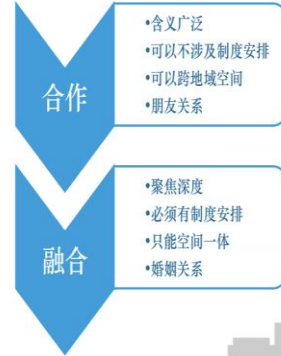 合作
•含义广泛
•可以不涉及制度安排
•可以跨地域空间
•朋友关系
融合
•聚焦深度
•必须有制度安排
•只能空间一体
•婚姻关系